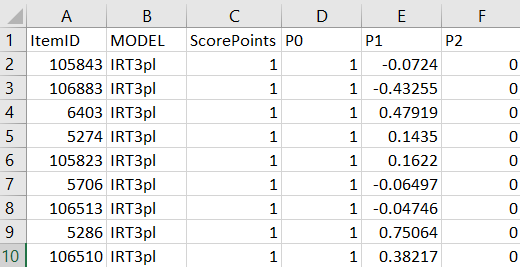 A B C D E F
1 ItemID MODEL ScorePoints P0 P1 P2
2 105843 IRT3pl 1 1 -0.0724 0
3 106883 IRT3pl 1 1 -0.43255 0
4 6403 IRT3pl 1 1 0.47919 0
5 5274 IRT3pl 1 1 0.1435 0
6 105823 IRT3pl 1 1 0.1622 0
7 5706 IRT3pl 1 1 -0.06497 0
8 106513 IRT3pl 1 1 -0.04746 0
9 5286 IRT3pl 1 1 0.75064 0
10 106510 IRT3pl 1 1 0.38217 0